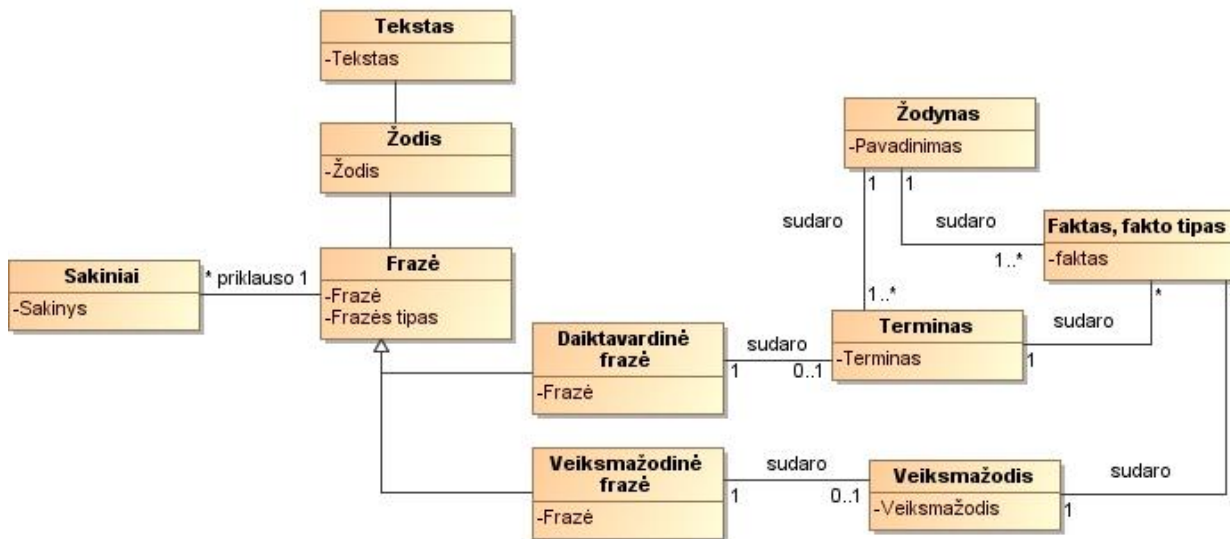 Tekstas
-Tekstas
Žodis
-Žodis
Žodynas
-Pavadinimas
1
1
sudaro
sudaro
1..*
1..*
Faktas, fakto tipas
-faktas
*
Sakiniai
-Sakinys
* priklauso 1
Frazė
-Frazė
-Frazės tipas
Daiktavardinė
frazė
-Frazė
sudaro
1
0..1
Terminas
-Terminas
sudaro
1
Veiksmažodinė
frazė
-Frazė
sudaro
1
0..1
Veiksmažodis
-Veiksmažodis
sudaro
1